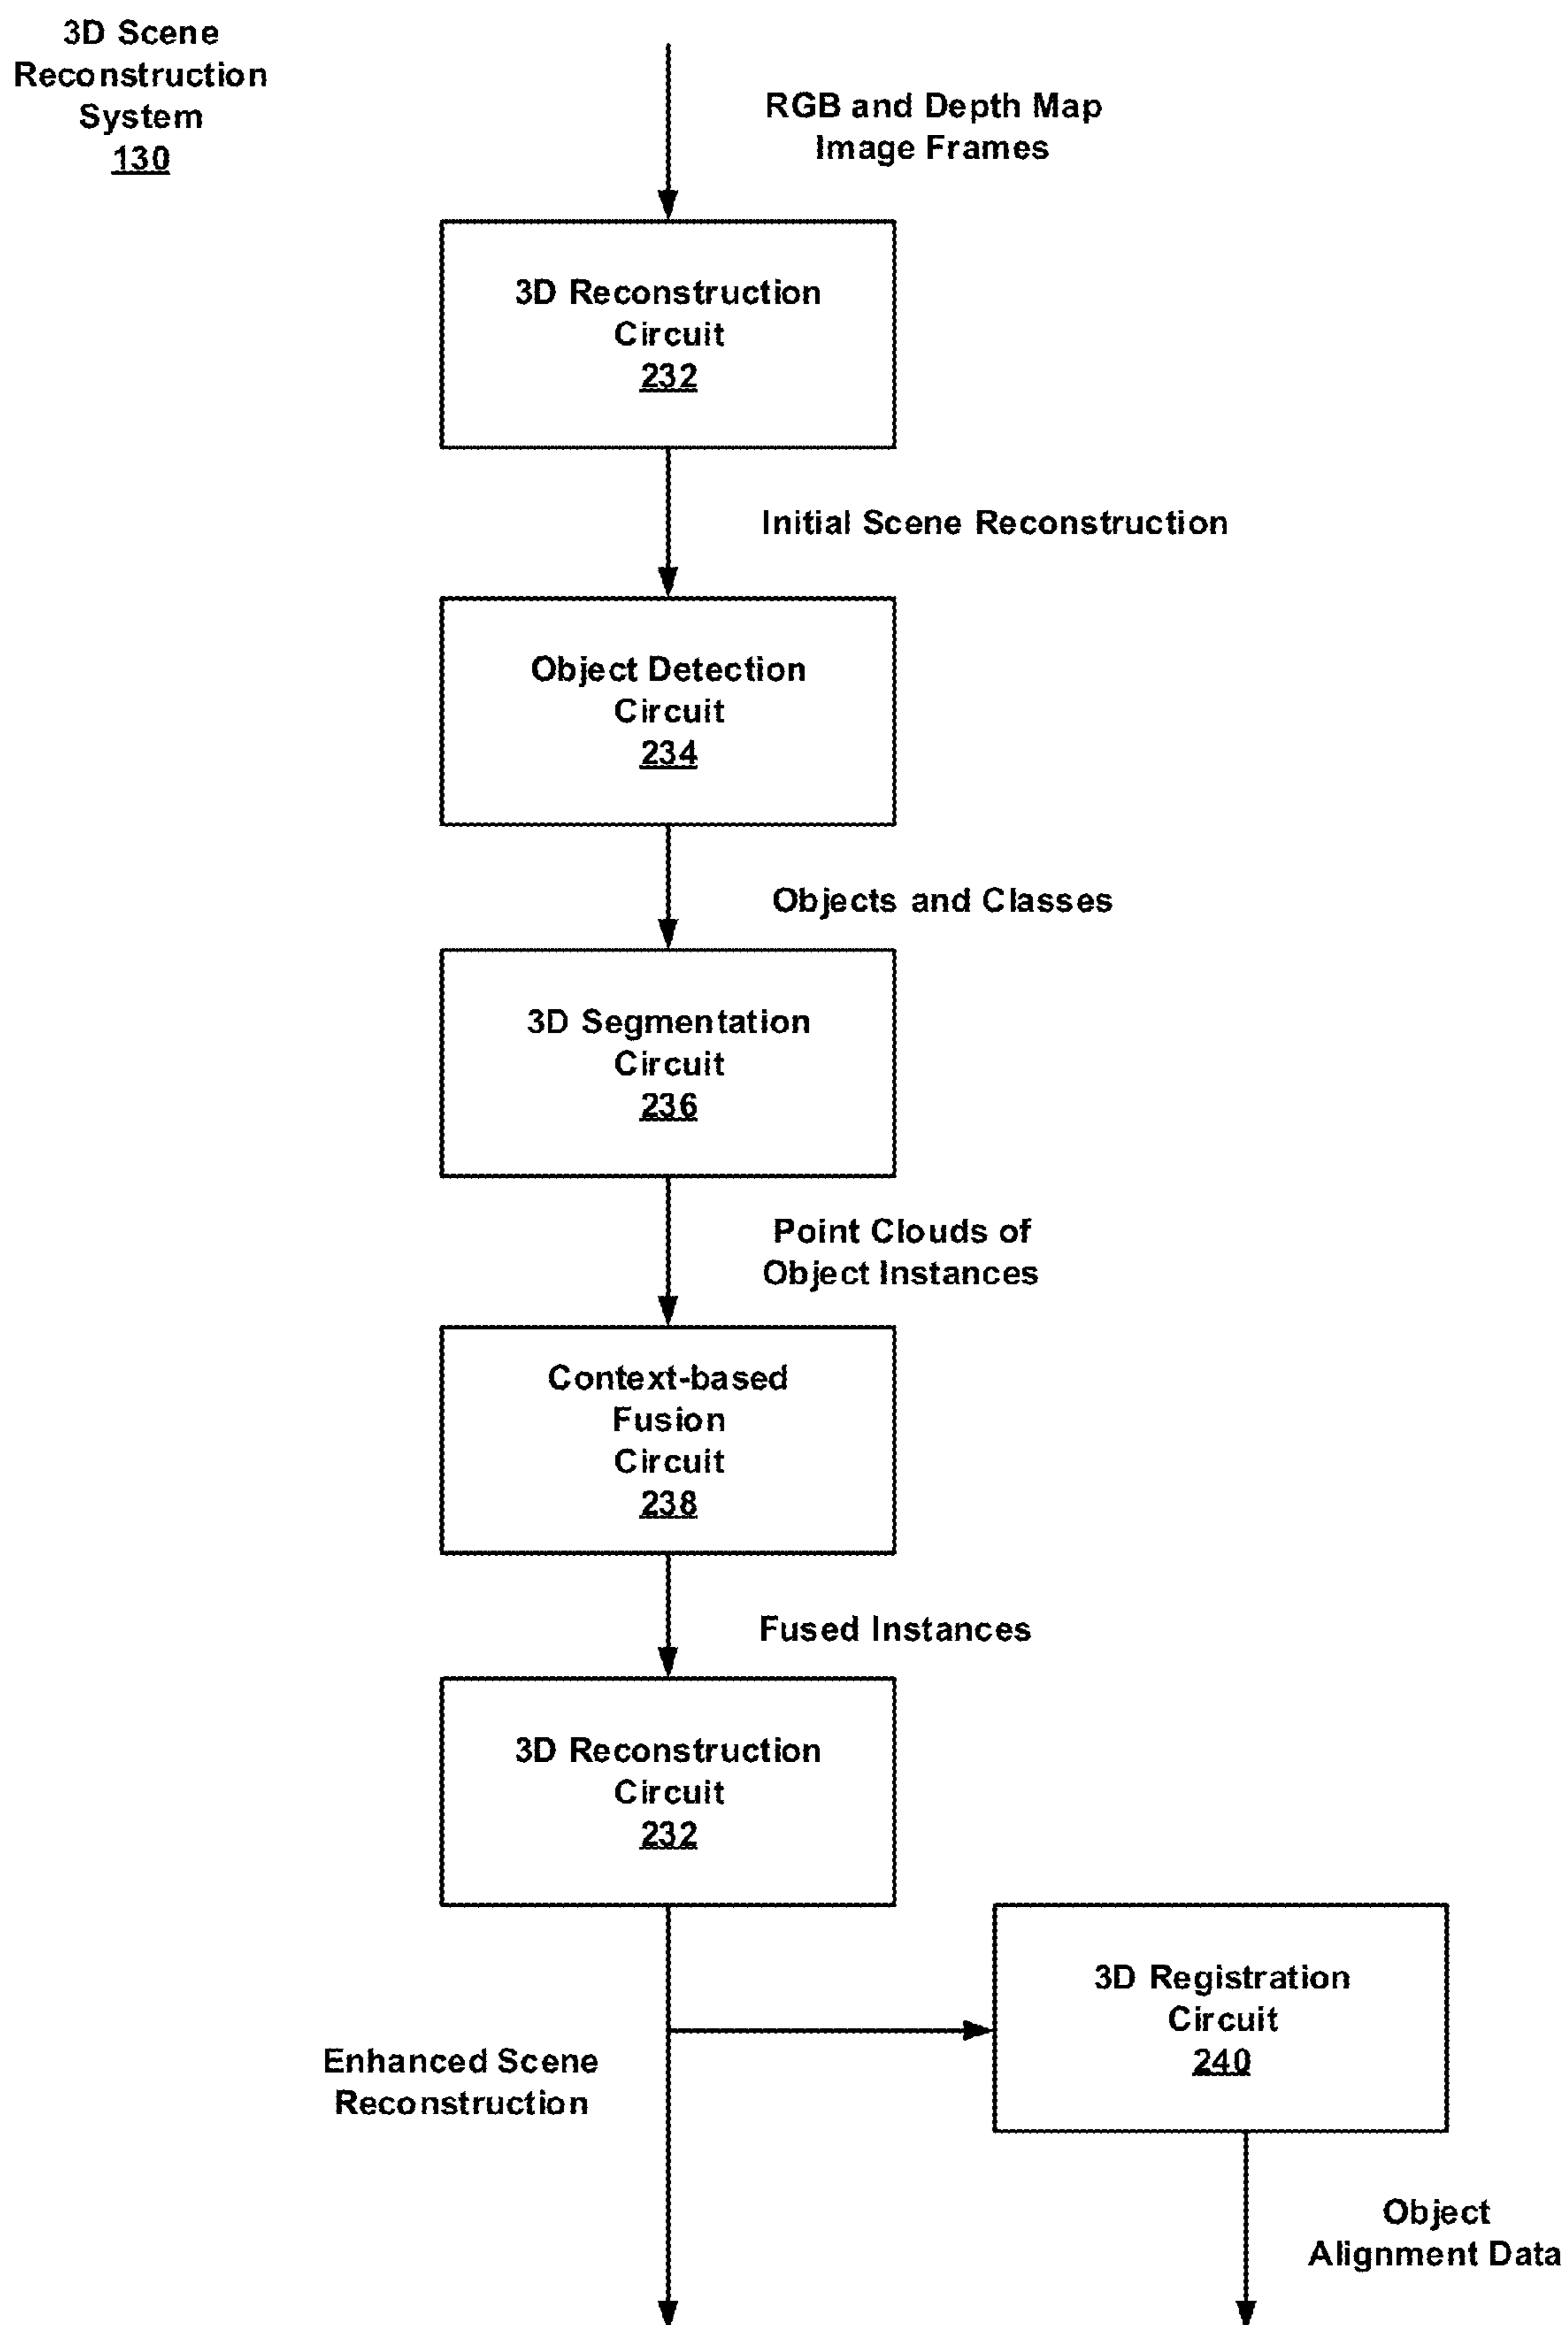 3D Scene
Reconstruction
System
130
RGB and Depth Map
Image Frames
3D Reconstruction
Circuit
232
Initial Scene Reconstruction
Object Detection
Circuit
234
Objects and Classes
3D Segmentation
Circuit
236
Point Clouds of
Object Instances
Context-based
Fusion
Circuit
238
Fused Instances
3D Reconstruction
Circuit
232
3D Registration
Circuit
240
Enhanced Scene
Reconstruction
Object
Alignment Data